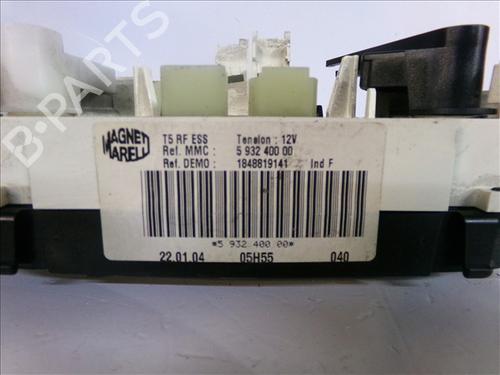 B-PARTS
MAGNETI MARELLI
T5 RF ESS Tension : 12V
Ref. MMC : 5 932 400 00
Ref. DEMO : 1848819141 Ind F
*5 932 400 00*
22.01.04 05H55 040